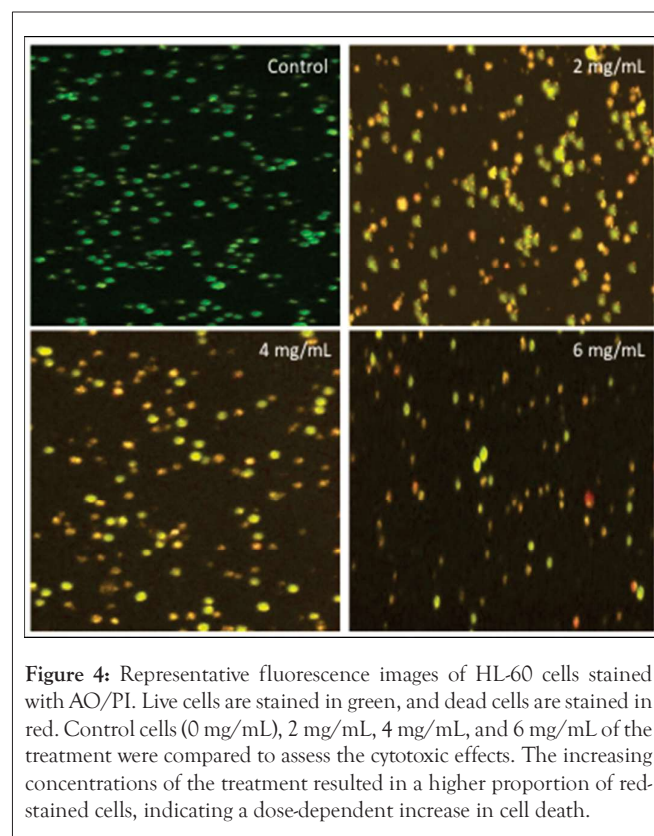 Control
2 mg/mL
4 mg/mL
6 mg/mL
Figure 4: Representative fluorescence images of HL-60 cells stained
with AO/PI. Live cells are stained in green, and dead cells are stained in
red. Control cells (0 mg/mL), 2 mg/mL, 4 mg/mL, and 6 mg/mL of the
treatment were compared to assess the cytotoxic effects. The increasing
concentrations of the treatment resulted in a higher proportion of red-
stained cells, indicating a dose-dependent increase in cell death.